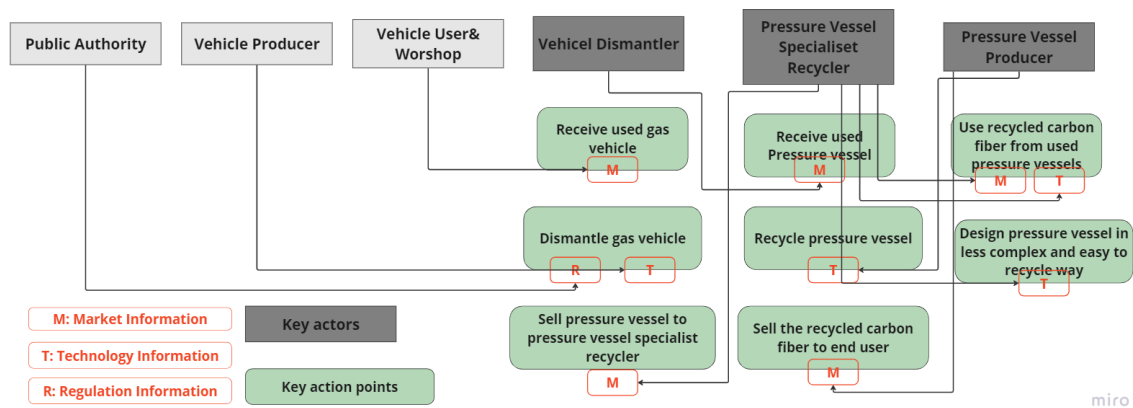 Public Authority
Vehicle Producer
Vehicle User&
Worshop
Vehicel Dismantler
Pressure Vessel
Specialiset
Recycler
Pressure Vessel
Producer
Receive used gas
vehicle
M
Receive used
Pressure vessel
M
Use recycled carbon
fiber from used
pressure vessels
M
T
Dismantle gas vehicle
R
T
Recycle pressure vessel
T
Design pressure vessel in
less complex and easy to
recycle way
T
Sell pressure vessel to
pressure vessel specialist
recycler
M
Sell the recycled carbon
fiber to end user
M
M: Market Information
T: Technology Information
R: Regulation Information
Key actors
Key action points
miro